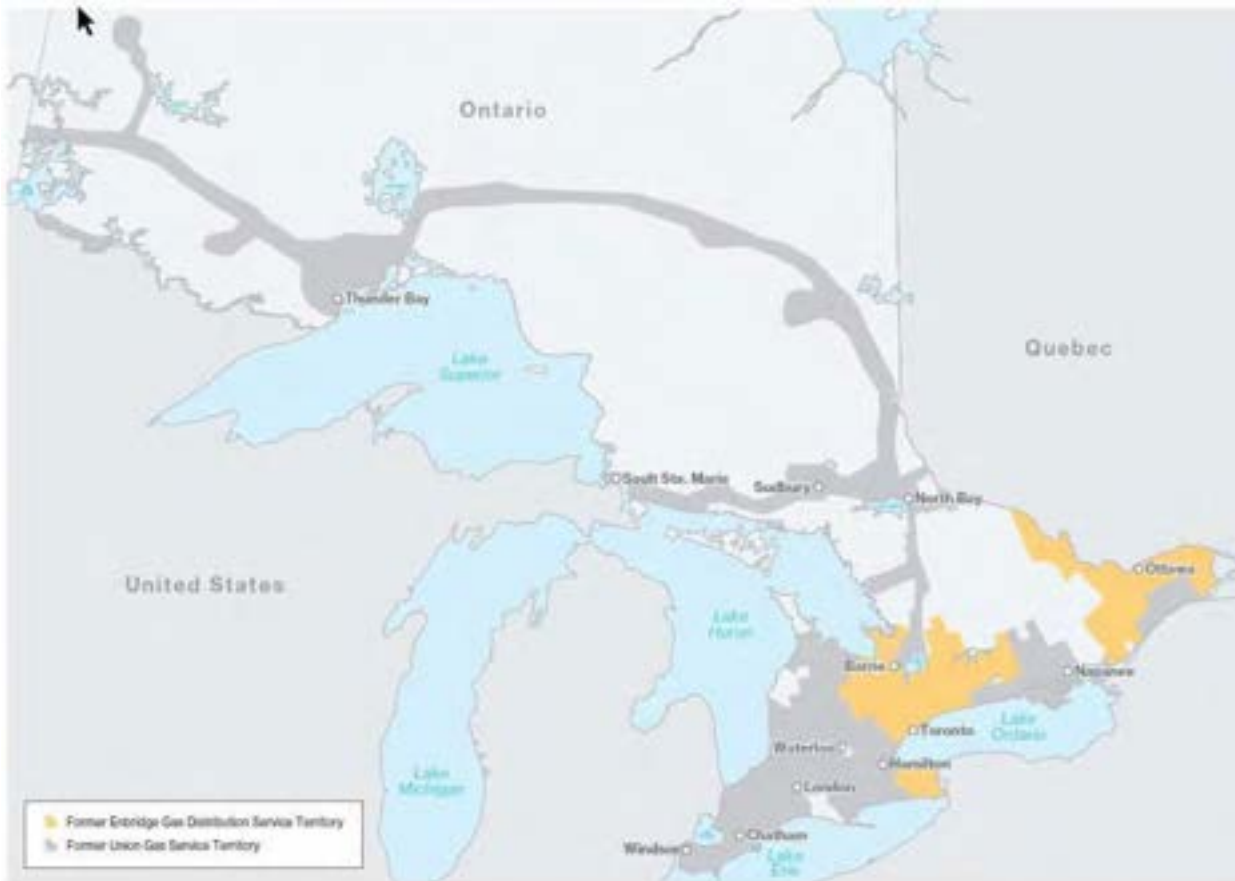 Ontario
Thunder Bay
Quebec
Lake
Superior
Sault Ste. Marie
Sudbury
North Bay
United States
Ottawa
Lake
Huron
Barrie
Napanee
Toronto
Lake
Ontario
Waterloo
Hamilton
Lake
Michigan
London
Former Enbridge Gas Distribution Service Territory
Former Union Gas Service Territory
Chatham
Windsor
Lake
Erie